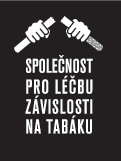 SPOLEČNOST
PRO LÉČBU
ZÁVISLOSTI
NA TABÁKU